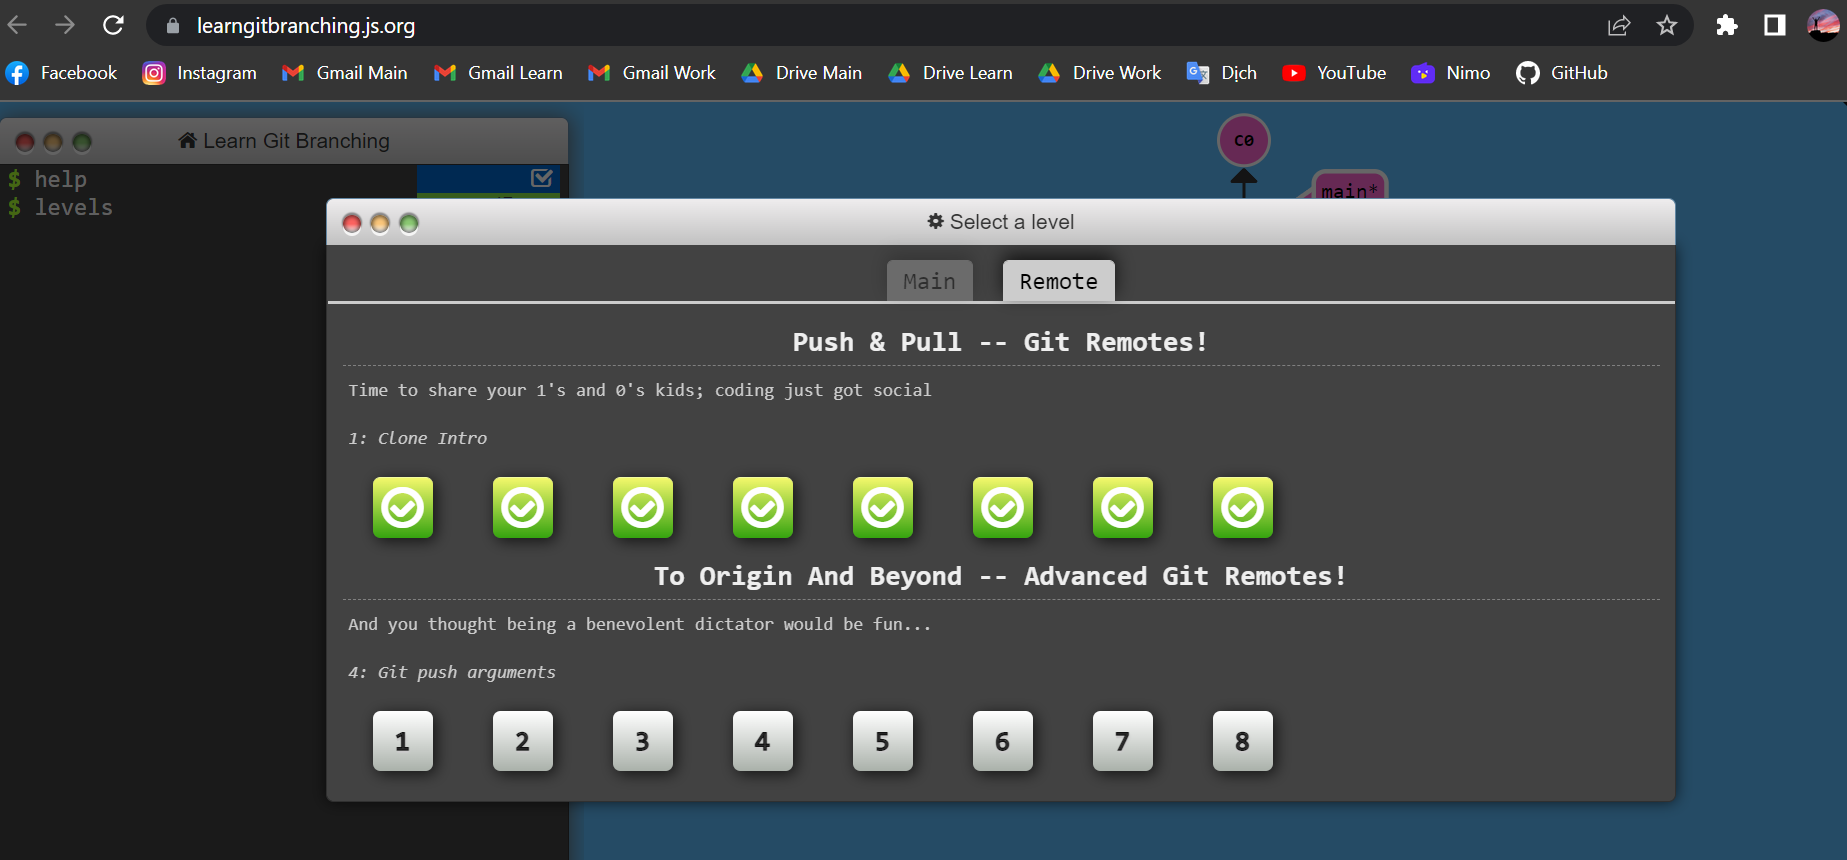 learngitbranching.js.org
Facebook Instagram Gmail Main Gmail Learn Gmail Work Drive Main Drive Learn Drive Work Dịch YouTube Nimo GitHub
Learn Git Branching
$ help
$ levels
C0
main*
Select a level
Main Remote
Push & Pull -- Git Remotes!
Time to share your 1's and 0's kids; coding just got social
1: Clone Intro
To Origin And Beyond -- Advanced Git Remotes!
And you thought being a benevolent dictator would be fun...
4: Git push arguments
1 2 3 4 5 6 7 8